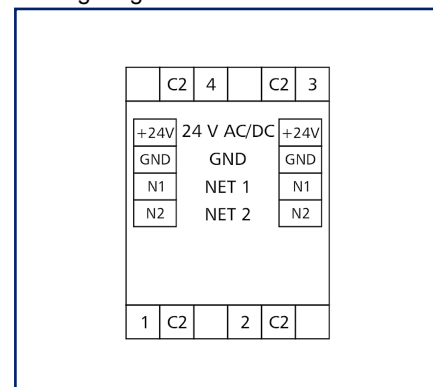 C2 4 C2 3
+24V 24 V AC/DC +24V
GND GND GND
N1 NET 1 N1
N2 NET 2 N2
1 C2 2 C2